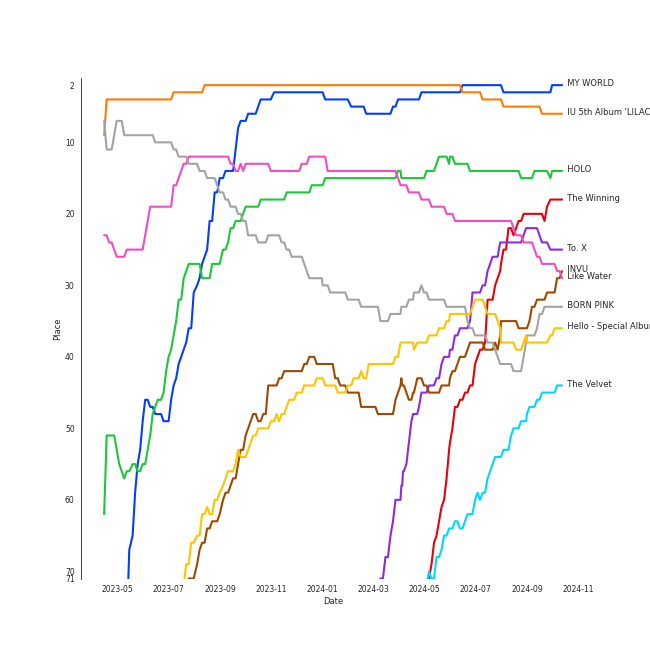 2
10
20
30
40
50
60
70
71
Place
MY WORLD
IU 5th Album 'LILAC
HOLO
The Winning
To. X
INVU
Like Water
BORN PINK
Hello - Special Albu
The Velvet
2023-05 2023-07 2023-09 2023-11 2024-01 2024-03 2024-05 2024-07 2024-09 2024-11
Date